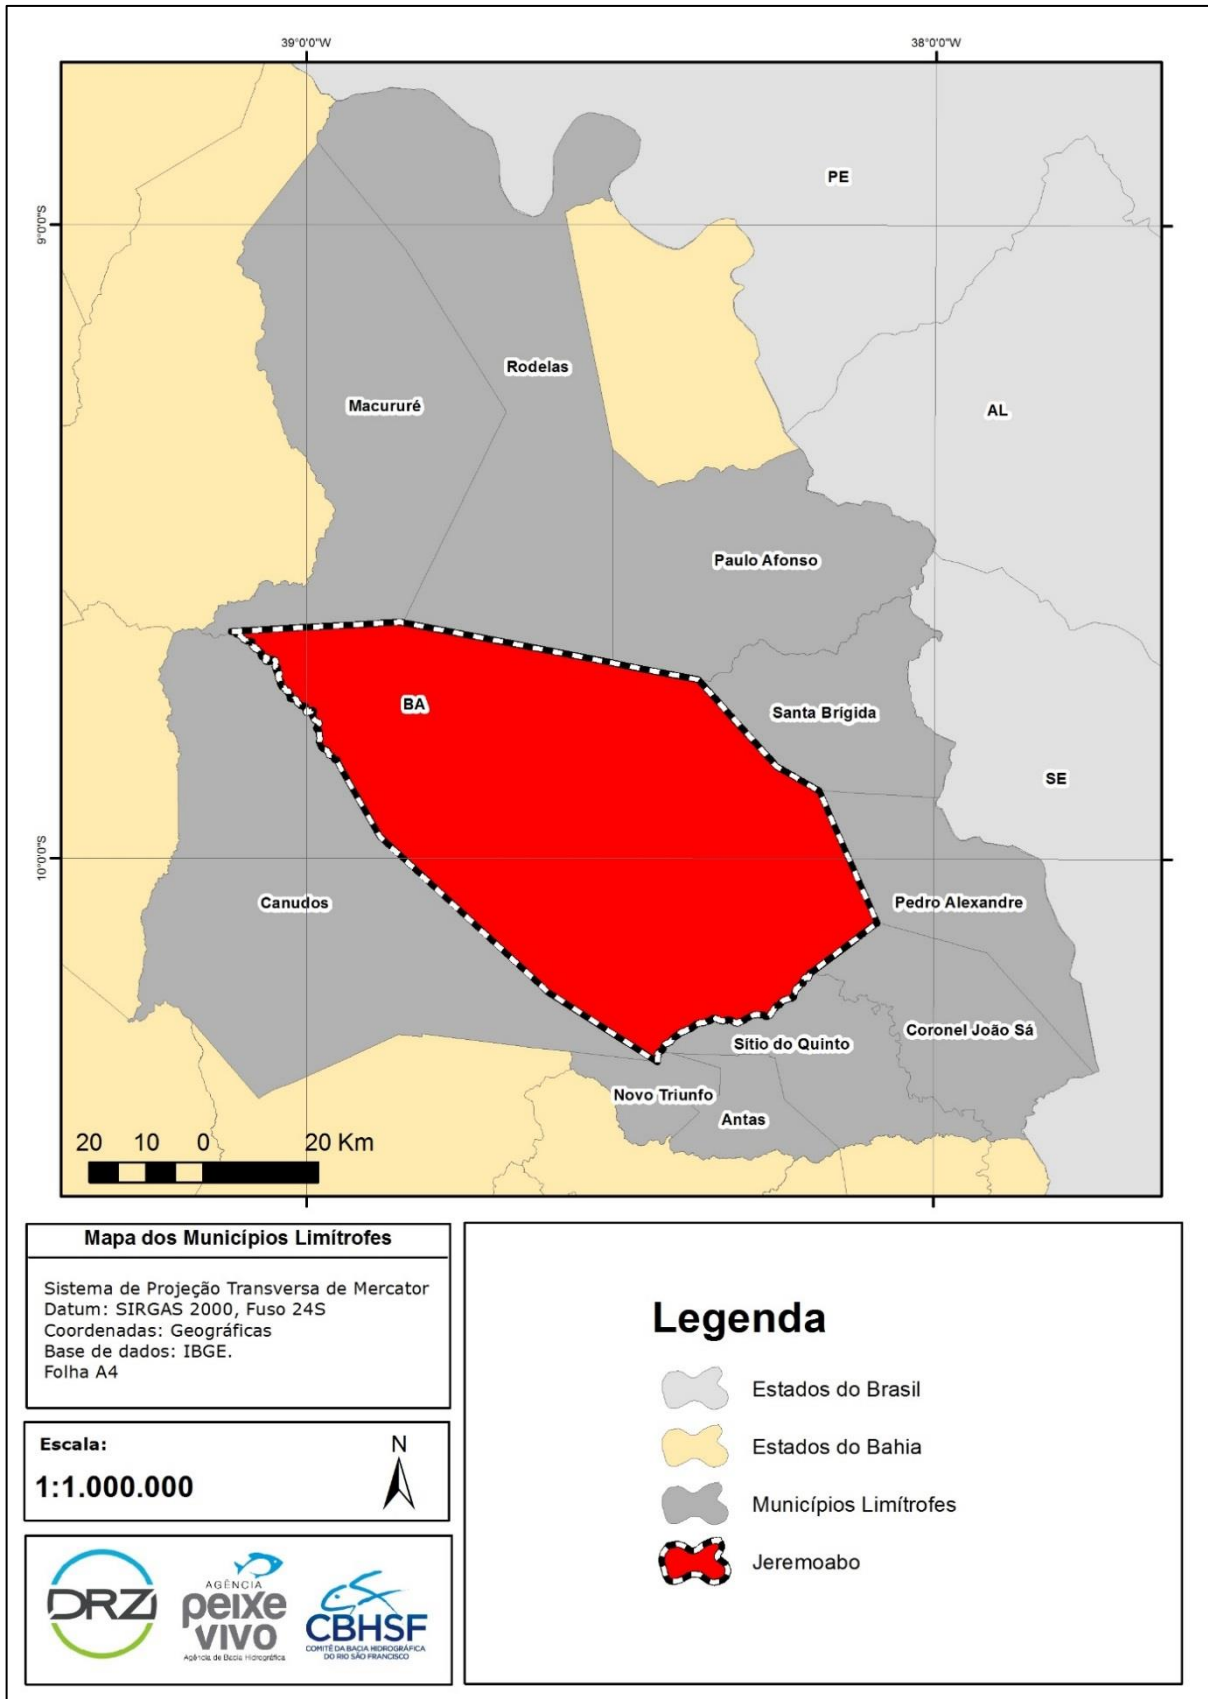 39°0'0"W
38°0'0"W
PE
9°0'0"S
Rodelas
Macururé
AL
Paulo Afonso
BA
Santa Brígida
SE
10°0'0"S
Canudos
Pedro Alexandre
Coronel João Sá
Sítio do Quinto
Novo Triunfo
Antas
20 10 0 20 Km
Mapa dos Municípios Limítrofes
Sistema de Projeção Transversa de Mercator
Datum: SIRGAS 2000, Fuso 24S
Coordenadas: Geográficas
Base de dados: IBGE.
Folha A4
Escala:
1:1.000.000
N
Legenda
Estados do Brasil
Estados do Bahia
Municípios Limítrofes
Jeremoabo
DRZ
AGÊNCIA
peixe
VIVO
Agência de Bacia Hidrográfica
CBHSF
COMITÊ DA BACIA HIDROGRÁFICA
DO RIO SÃO FRANCISCO